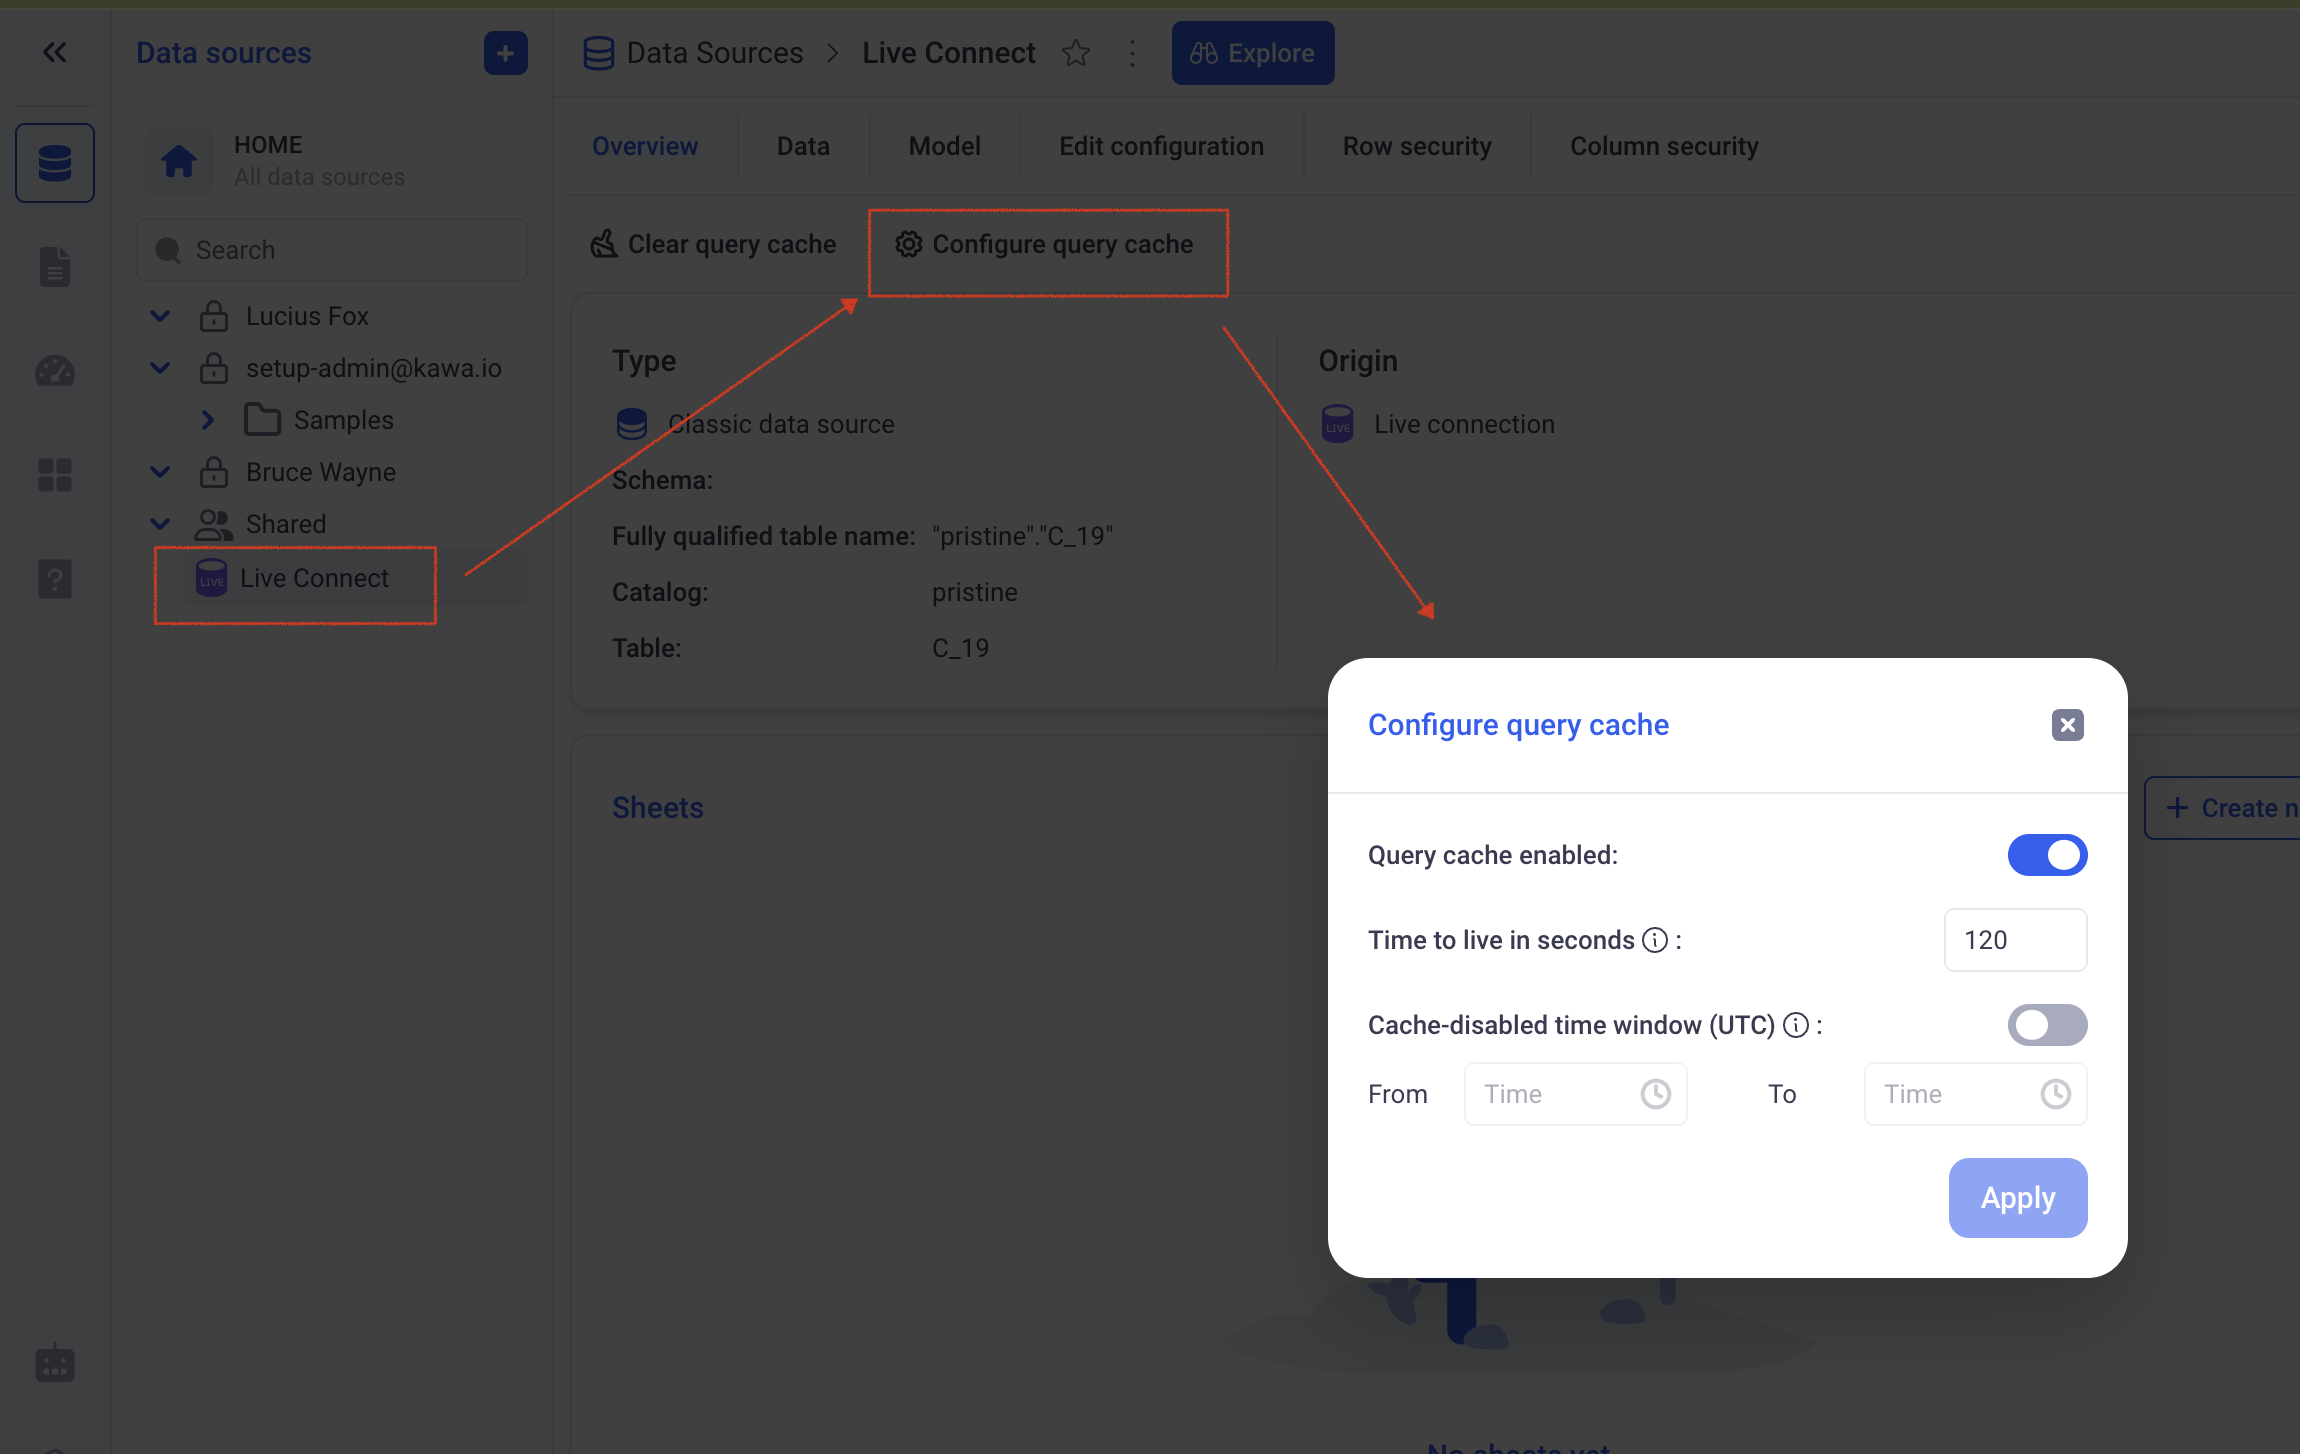 Data sources
Data Sources > Live Connect
Explore
HOME
All data sources
Search
Lucius Fox
setup-admin@kawa.io
Samples
Bruce Wayne
Shared
LIVE Live Connect
Overview
Data
Model
Edit configuration
Row security
Column security
Clear query cache
Configure query cache
Type
Classic data source
Schema:
Fully qualified table name: "pristine"."C_19"
Catalog: pristine
Table: C_19
Origin
LIVE Live connection
Sheets
+ Create n
Configure query cache
Query cache enabled:
Time to live in seconds :
120
Cache-disabled time window (UTC) :
From Time To Time
Apply
No sheets yet